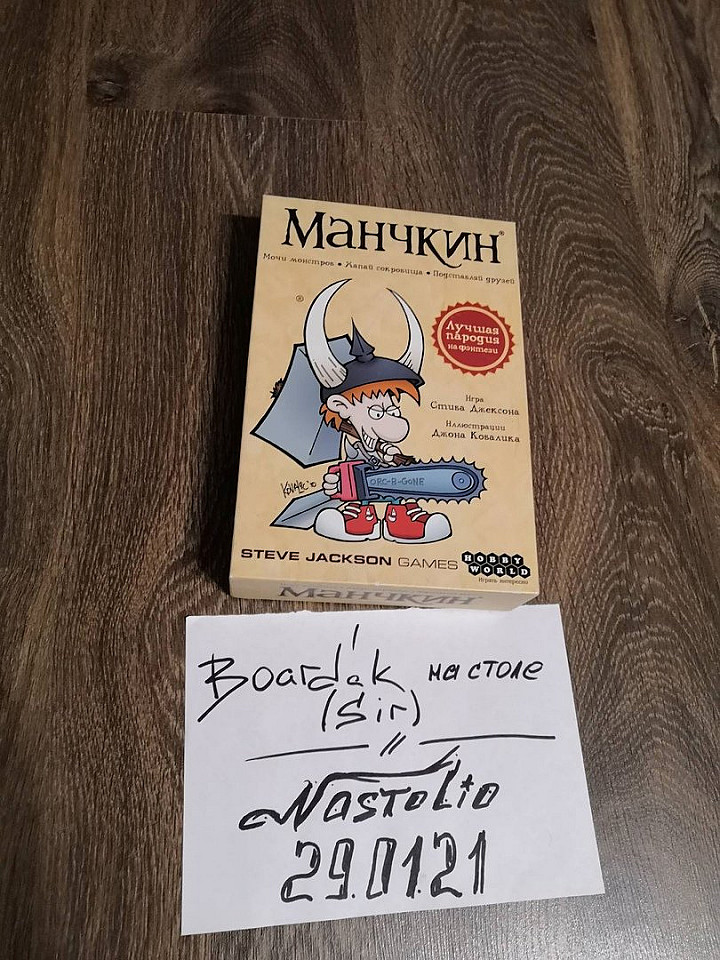 МАНЧКИН®
Мочи монстров • Хапай сокровища • Подставляй друзей
®
Лучшая
пародия
на фэнтези
Игра
Стива Джексона
Иллюстрации
Джона Ковалика
ORC-B-GONE
KOVALIC
STEVE JACKSON GAMES
HOBBY
WORLD
Играть интересно
МАНЧКИН
Boardak на столе
(Sir)
Nastolio
29.01.21